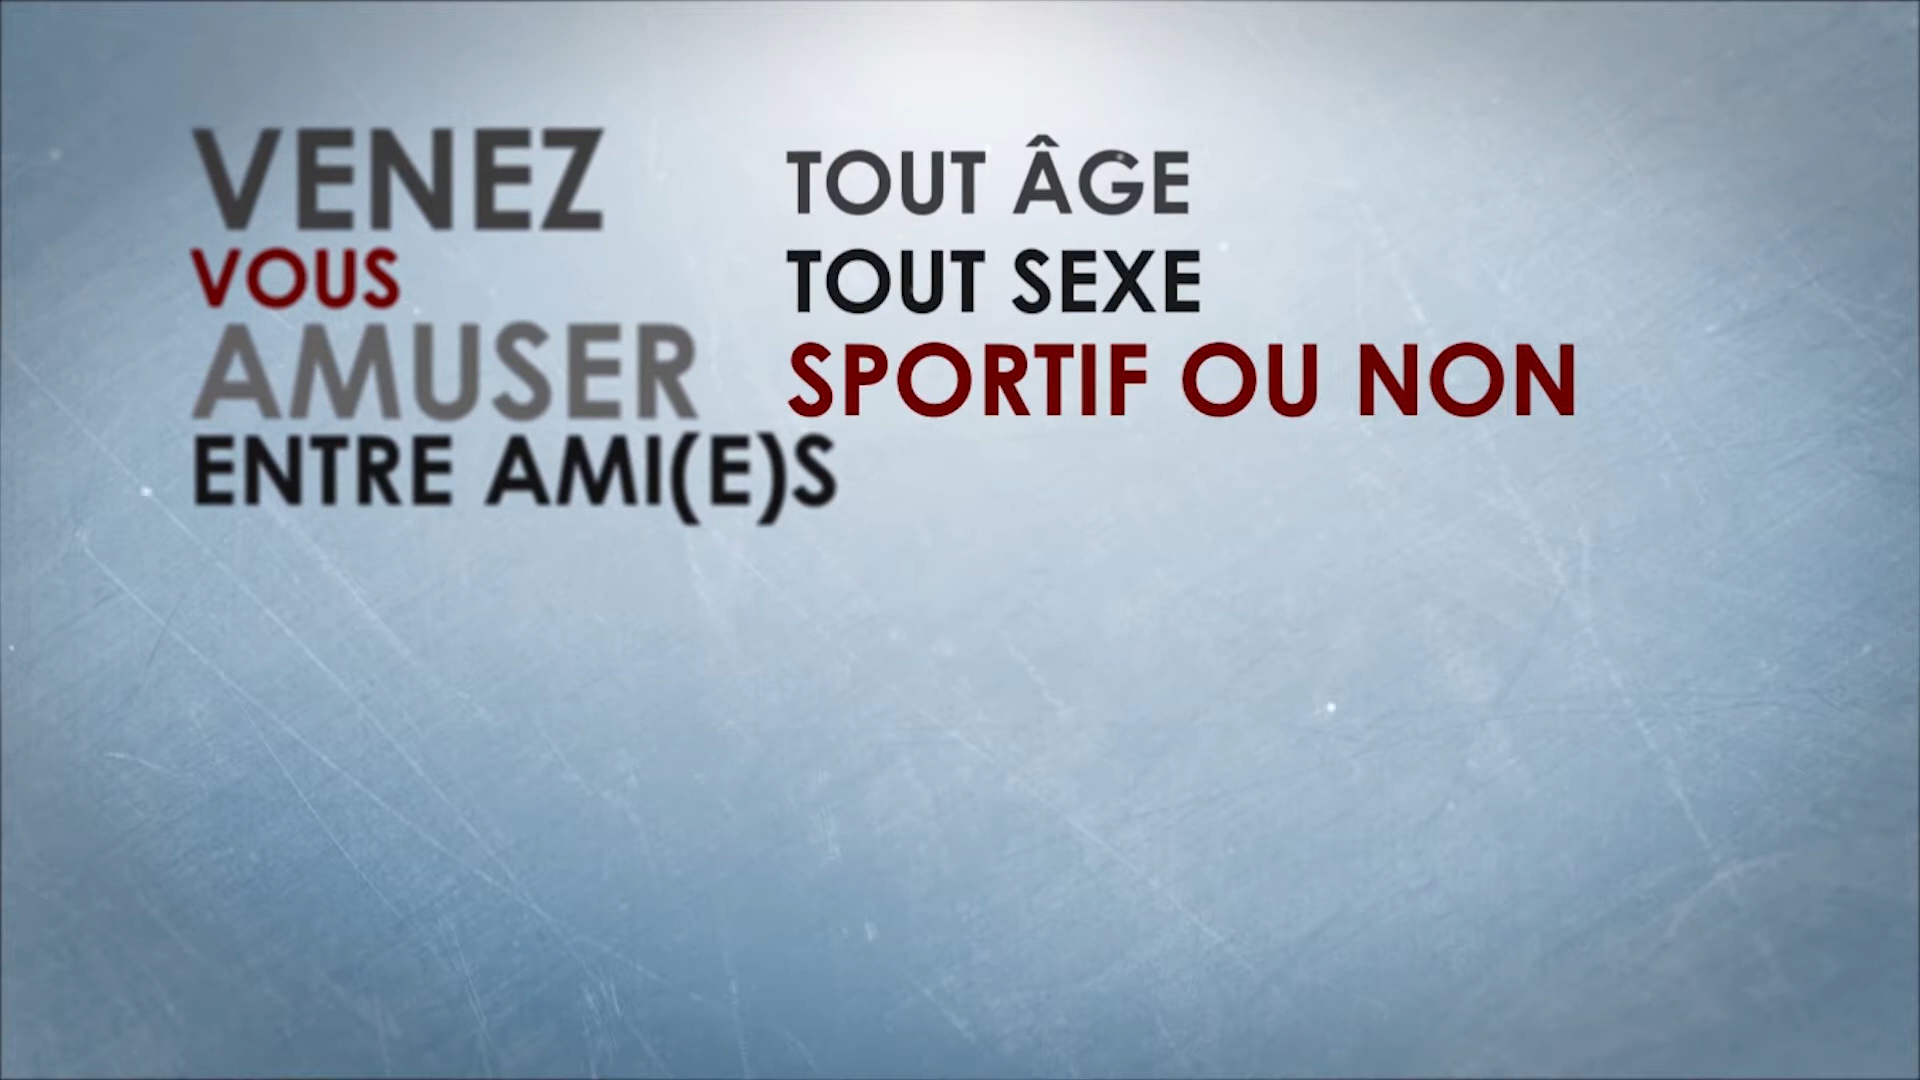 VENEZ
VOUS
AMUSER
ENTRE AMI(E)S
TOUT ÂGE
TOUT SEXE
SPORTIF OU NON